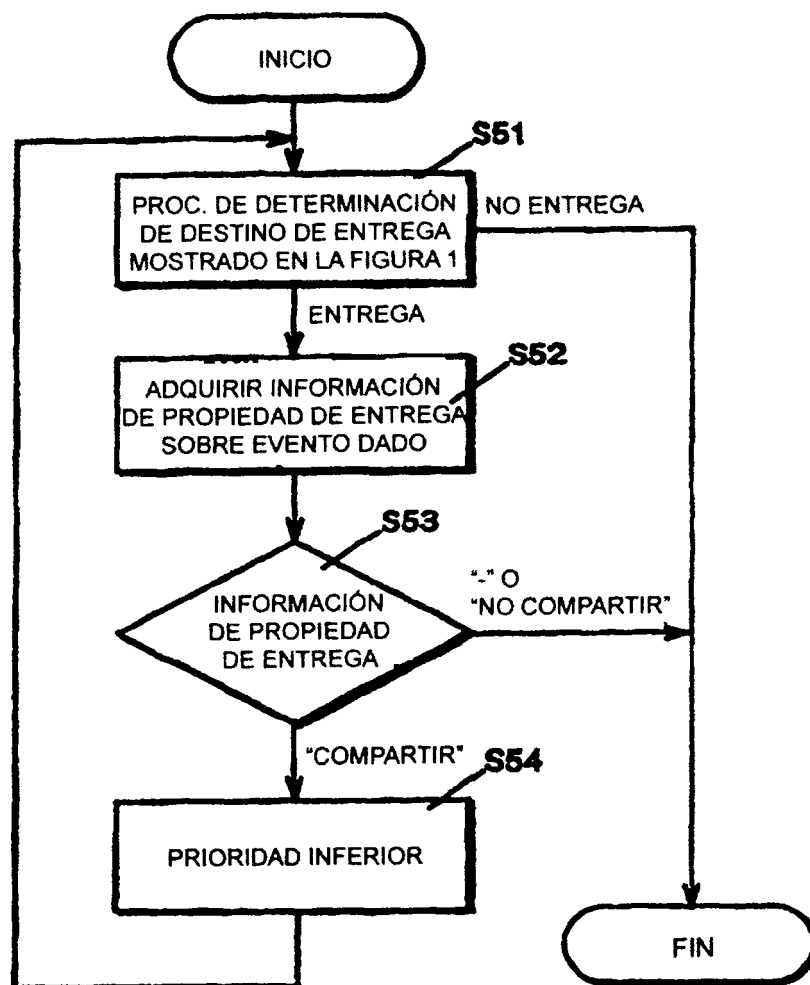 INICIO
S51
PROC. DE DETERMINACIÓN
DE DESTINO DE ENTREGA
MOSTRADO EN LA FIGURA 1
NO ENTREGA
ENTREGA
S52
ADQUIRIR INFORMACIÓN
DE PROPIEDAD DE ENTREGA
SOBRE EVENTO DADO
S53
INFORMACIÓN
DE PROPIEDAD
DE ENTREGA
"-" O
"NO COMPARTIR"
"COMPARTIR"
S54
PRIORIDAD INFERIOR
FIN